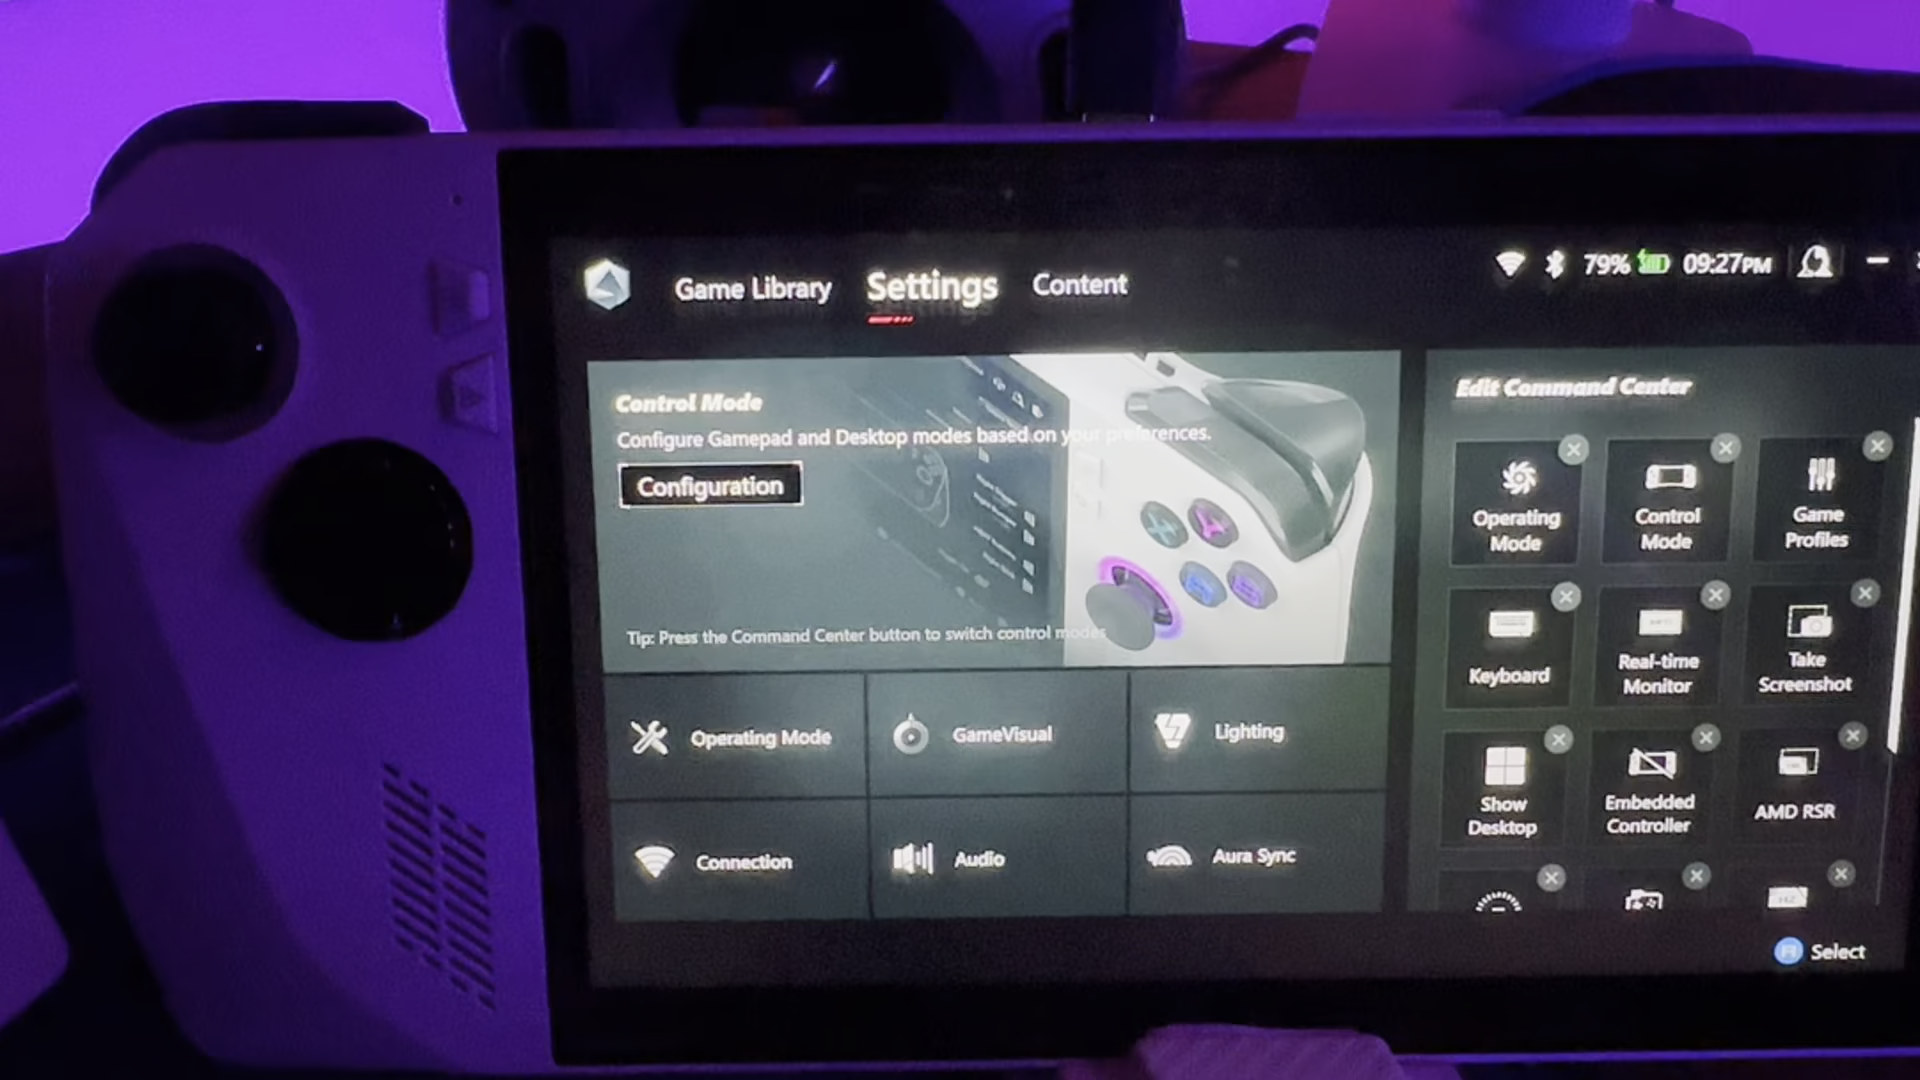 Game Library
Settings
Content
79%
09:27PM
Control Mode
Configure Gamepad and Desktop modes based on your preferences.
Configuration
Tip: Press the Command Center button to switch control modes
Operating Mode
GameVisual
Lighting
Connection
Audio
Aura Sync
Edit Command Center
Operating
Mode
Control
Mode
Game
Profiles
Keyboard
Real-time
Monitor
Take
Screenshot
Show
Desktop
Embedded
Controller
AMD RSR
Select